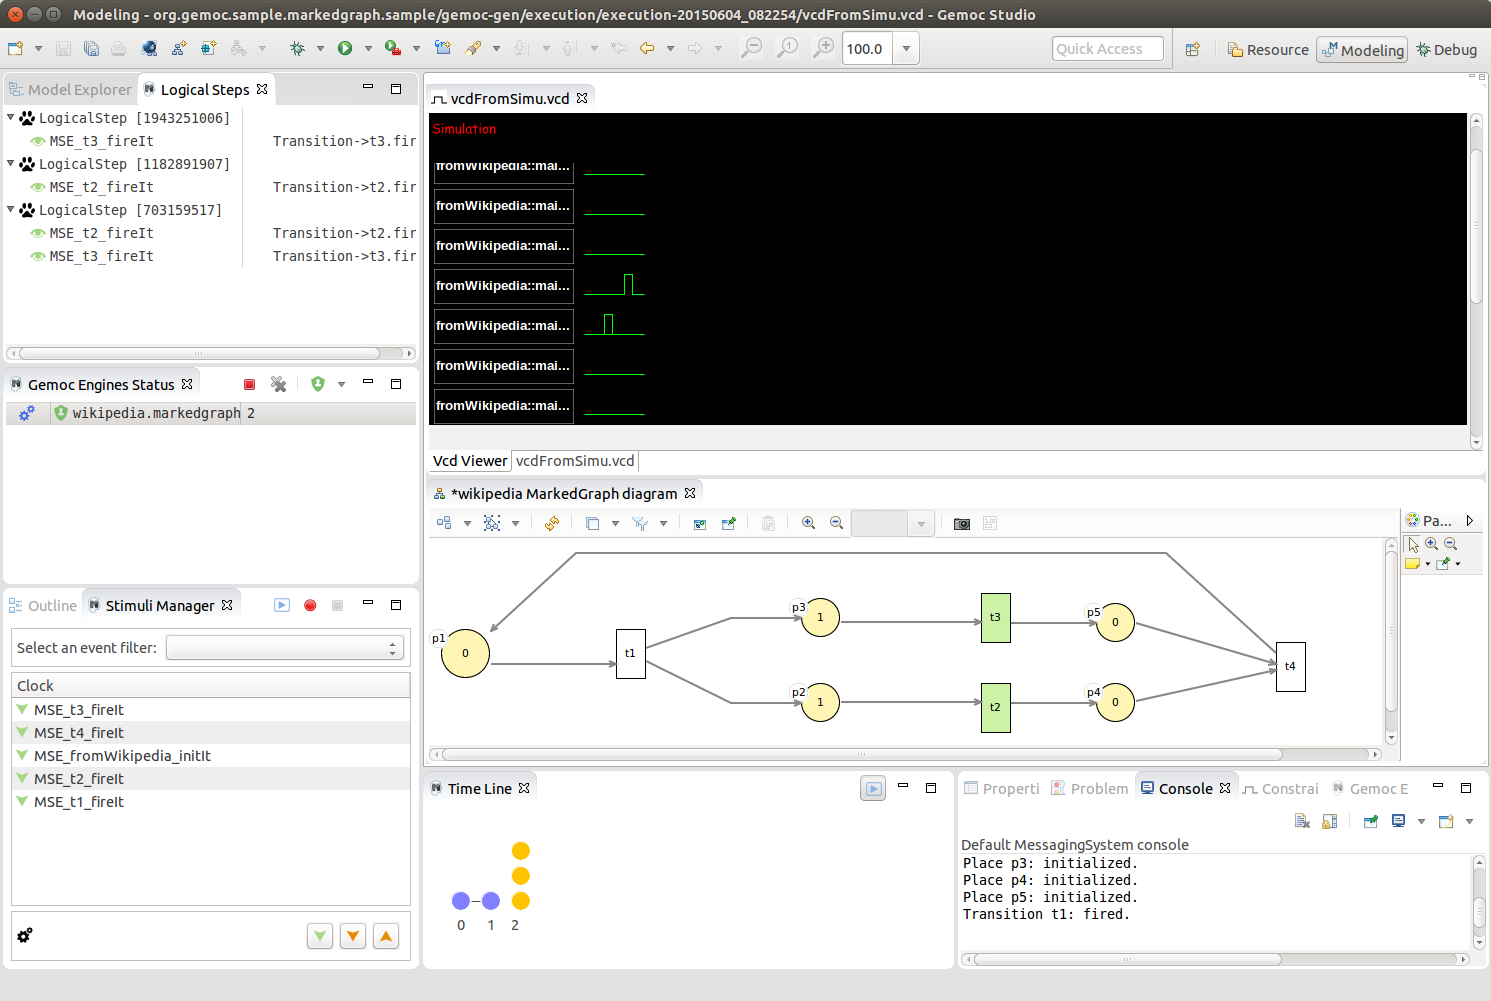 Modeling - org.gemoc.sample.markedgraph.sample/gemoc-gen/execution/execution-20150604_082254/vcdFromSimu.vcd - Gemoc Studio
100.0
Quick Access
Resource
Modeling
Debug
Model Explorer
Logical Steps
LogicalStep [1943251006]
MSE_t3_fireIt Transition->t3.fir
LogicalStep [1182891907]
MSE_t2_fireIt Transition->t2.fir
LogicalStep [703159517]
MSE_t2_fireIt Transition->t2.fir
MSE_t3_fireIt Transition->t3.fir
Gemoc Engines Status
wikipedia.markedgraph 2
Outline
Stimuli Manager
Select an event filter:
Clock
MSE_t3_fireIt
MSE_t4_fireIt
MSE_fromWikipedia_initIt
MSE_t2_fireIt
MSE_t1_fireIt
vcdFromSimu.vcd
Simulation
fromWikipedia::mai...
fromWikipedia::mai...
fromWikipedia::mai...
fromWikipedia::mai...
fromWikipedia::mai...
fromWikipedia::mai...
fromWikipedia::mai...
Vcd Viewer
vcdFromSimu.vcd
*wikipedia MarkedGraph diagram
Pa...
p1
0
t1
p3
1
t3
p5
0
p2
1
t2
p4
0
t4
Time Line
0 1 2
Properti
Problem
Console
Constrai
Gemoc E
Default MessagingSystem console
Place p3: initialized.
Place p4: initialized.
Place p5: initialized.
Transition t1: fired.